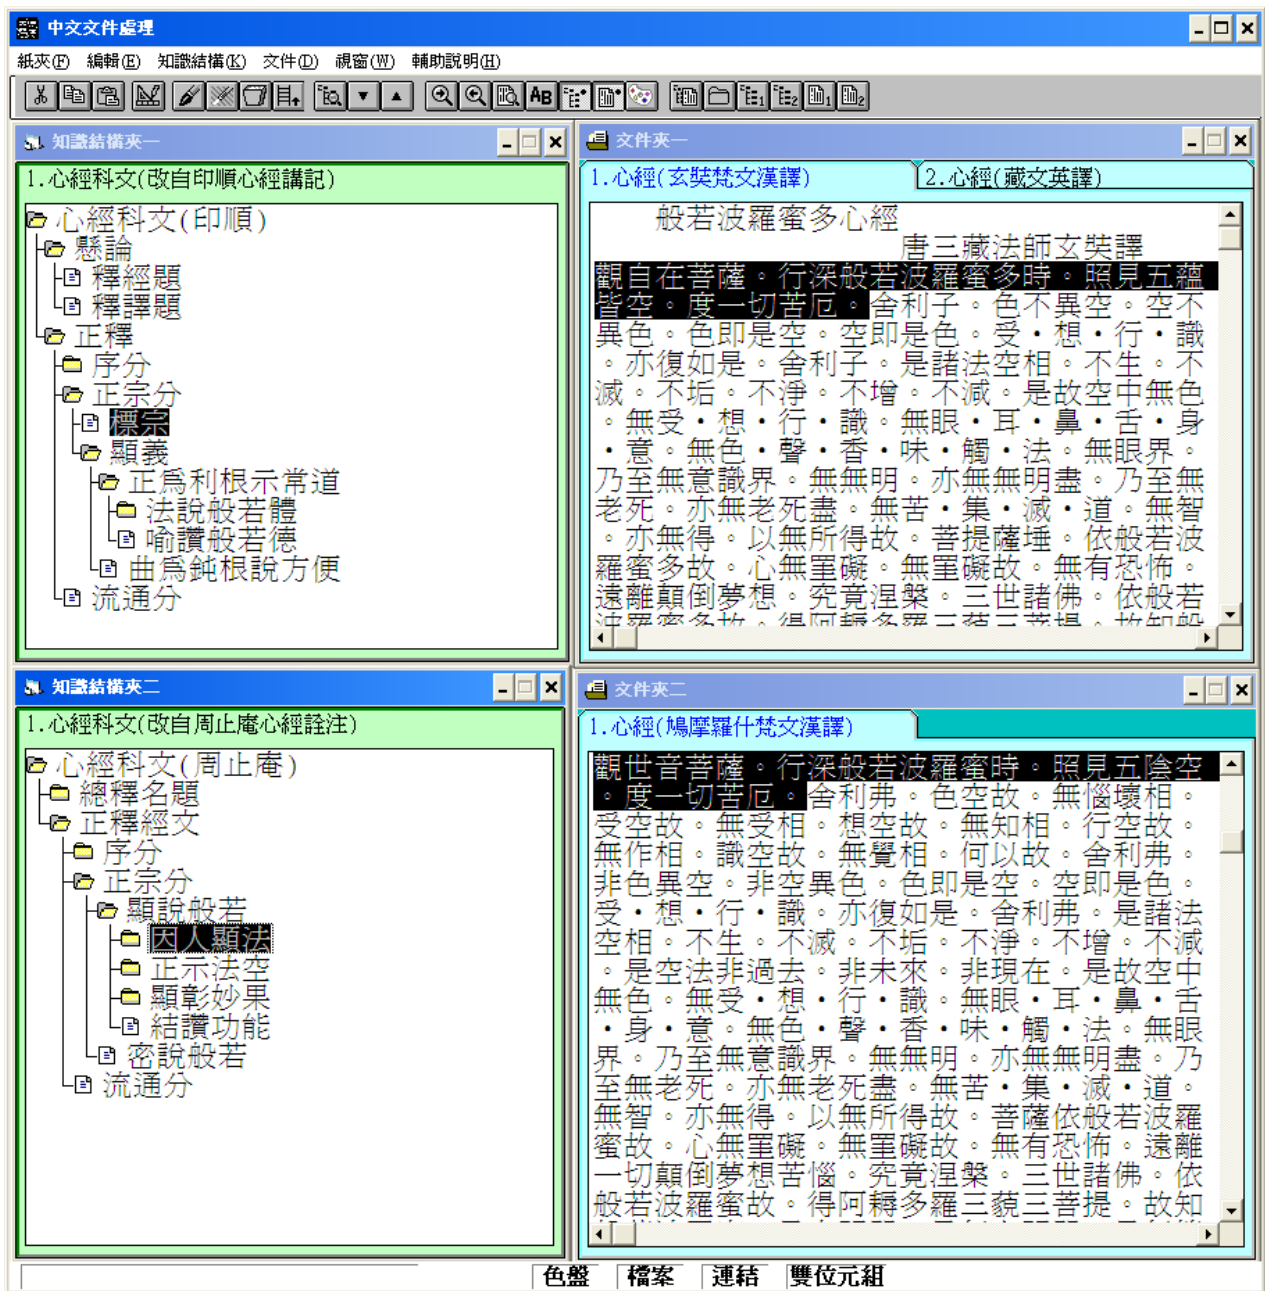 中文文件處理
紙夾(F) 編輯(E) 知識結構(K) 文件(D) 視窗(W) 輔助說明(H)
AB
知識結構夾一
1.心經科文(改自印順心經講記)
心經科文(印順)
懸論
釋經題
釋譯題
正釋
序分
正宗分
標宗
顯義
正爲利根示常道
法說般若體
喻讚般若德
曲爲鈍根說方便
流通分
文件夾一
1.心經(玄奘梵文漢譯) 2.心經(藏文英譯)
般若波羅蜜多心經
唐三藏法師玄奘譯
觀自在菩薩。行深般若波羅蜜多時。照見五蘊
皆空。度一切苦厄。舍利子。色不異空。空不
異色。色即是空。空即是色。受・想・行・識
。亦復如是。舍利子。是諸法空相。不生。不
滅。不垢。不淨。不增。不減。是故空中無色
。無受・想・行・識。無眼・耳・鼻・舌・身
・意。無色・聲・香・味・觸・法。無眼界。
乃至無意識界。無無明。亦無無明盡。乃至無
老死。亦無老死盡。無苦・集・滅・道。無智
。亦無得。以無所得故。菩提薩埵。依般若波
羅蜜多故。心無罣礙。無罣礙故。無有恐怖。
遠離顛倒夢想。究竟涅槃。三世諸佛。依般若
波羅蜜多故。得阿耨多羅三藐三菩提。故知般
知識結構夾二
1.心經科文(改自周止庵心經詮注)
心經科文(周止庵)
總釋名題
正釋經文
序分
正宗分
顯說般若
因人顯法
正示法空
顯彰妙果
結讚功能
密說般若
流通分
文件夾二
1.心經(鳩摩羅什梵文漢譯)
觀世音菩薩。行深般若波羅蜜時。照見五陰空
。度一切苦厄。舍利弗。色空故。無惱壞相。
受空故。無受相。想空故。無知相。行空故。
無作相。識空故。無覺相。何以故。舍利弗。
非色異空。非空異色。色即是空。空即是色。
受・想・行・識。亦復如是。舍利弗。是諸法
空相。不生。不滅。不垢。不淨。不增。不減
。是空法非過去。非未來。非現在。是故空中
無色。無受・想・行・識。無眼・耳・鼻・舌
・身・意。無色・聲・香・味・觸・法。無眼
界。乃至無意識界。無無明。亦無無明盡。乃
至無老死。亦無老死盡。無苦・集・滅・道。
無智。亦無得。以無所得故。菩薩依般若波羅
蜜故。心無罣礙。無罣礙故。無有恐怖。遠離
一切顛倒夢想苦惱。究竟涅槃。三世諸佛。依
般若波羅蜜故。得阿耨多羅三藐三菩提。故知
色盤 檔案 連結 雙位元組